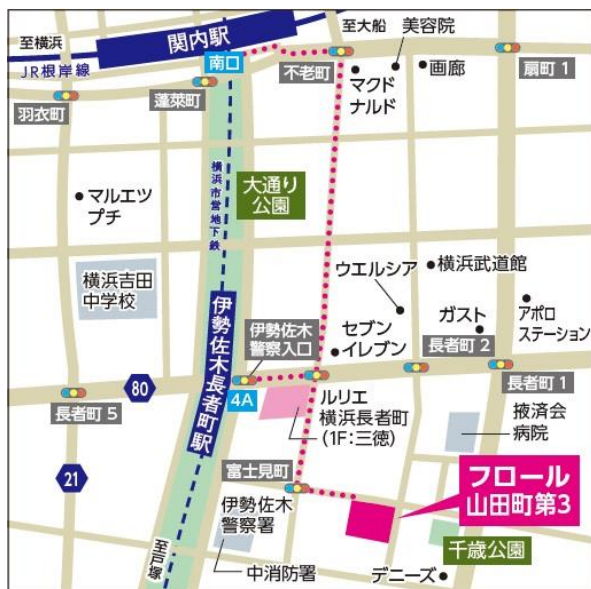 至横浜
関内駅
至大船
美容院
JR根岸線
南口
不老町
マクド
ナルド
画廊
扇町 1
羽衣町
蓬萊町
横浜市営地下鉄
大通り
公園
マルエツ
プチ
横浜吉田
中学校
ウエルシア
横浜武道館
伊勢佐木長者町駅
伊勢佐木
警察入口
セブン
イレブン
ガスト
長者町 2
アポロ
ステーション
長者町 5
80
4A
ルリエ
横浜長者町
(1F:三徳)
長者町 1
掖済会
病院
21
富士見町
フロール
山田町第3
伊勢佐木
警察署
千歳公園
至戸塚
中消防署
デニーズ